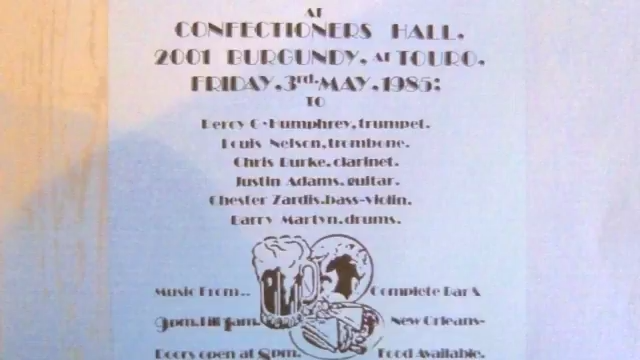 AT
CONFECTIONERS HALL.
2001 BURGUNDY, AT TOURO.
FRIDAY, 3rd. MAY, 1985:
TO
Percy G. Humphrey, trumpet.
Louis Nelson, trombone.
Chris Burke, clarinet.
Justin Adams, guitar.
Chester Zardis, bass-violin.
Barry Martyn, drums.
Music From.. Complete Bar &
9pm. till 1am. New Orleans-
Doors open at 8pm. Food Available.